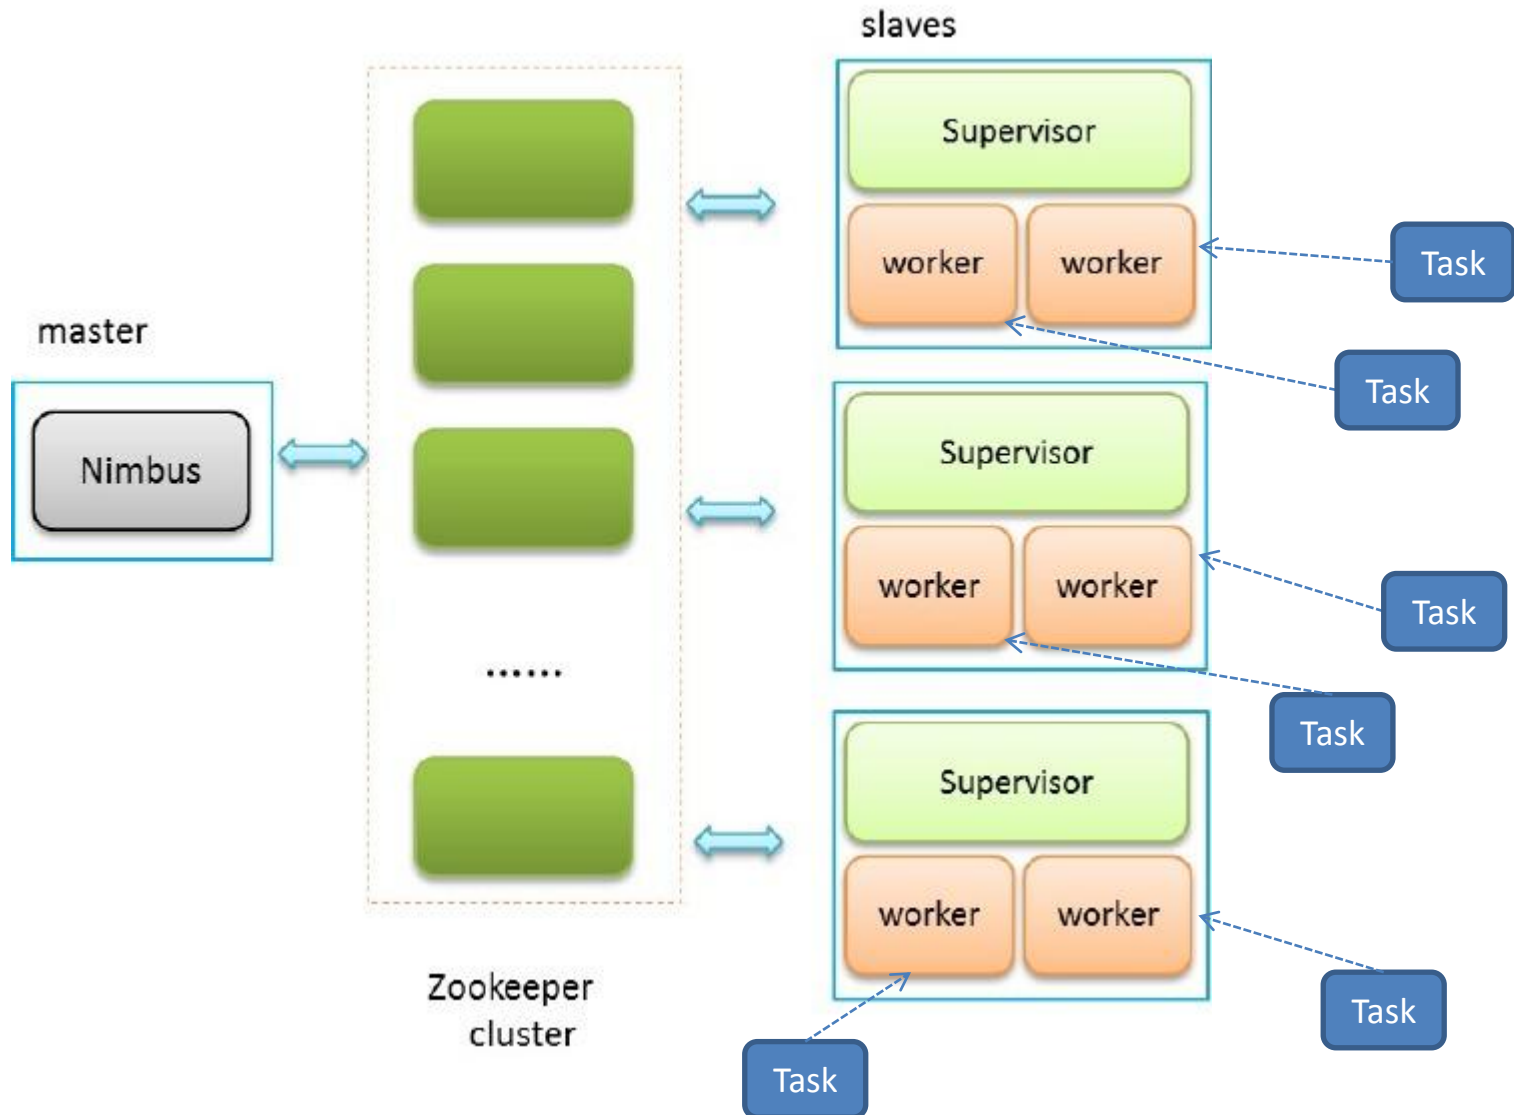 slaves
Supervisor
worker
worker
Task
Task
master
Nimbus
Supervisor
worker
worker
Task
Task
......
Supervisor
worker
worker
Task
Task
Zookeeper
cluster